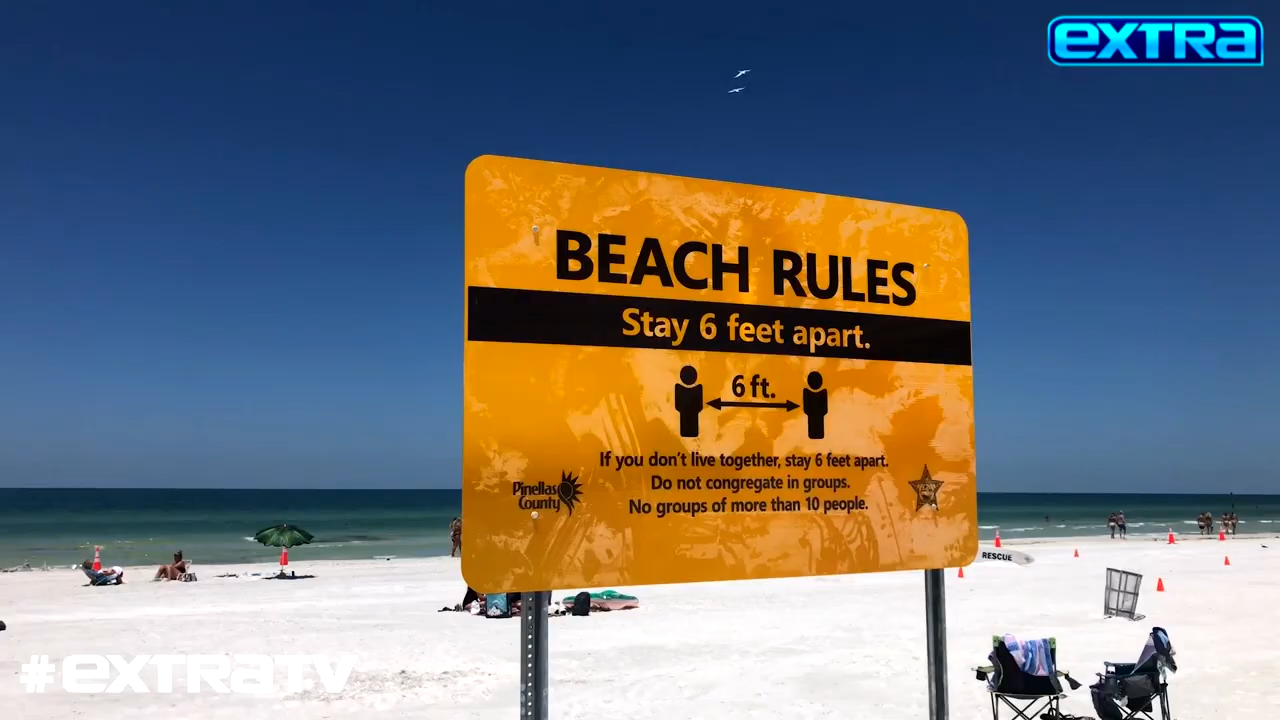 extra
BEACH RULES
Stay 6 feet apart.
6 ft.
If you don't live together, stay 6 feet apart.
Do not congregate in groups.
No groups of more than 10 people.
Pinellas
County
RESCUE
#extratv